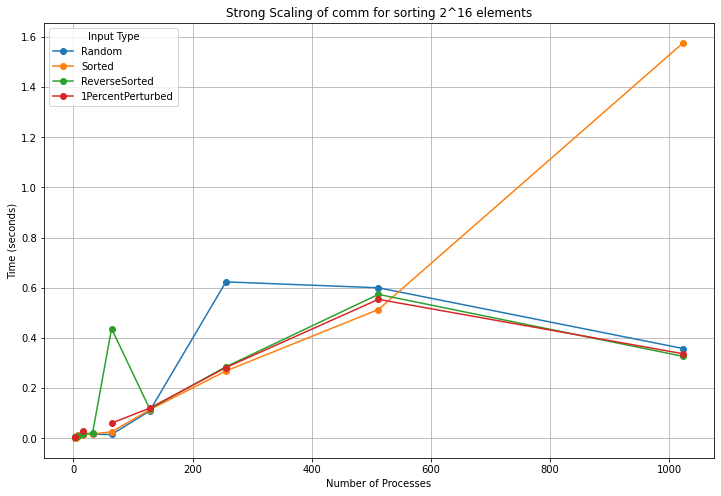 Strong Scaling of comm for sorting 2^16 elements
Input Type
Random
Sorted
ReverseSorted
1PercentPerturbed
Time (seconds)
1.6
1.4
1.2
1.0
0.8
0.6
0.4
0.2
0.0
0 200 400 600 800 1000
Number of Processes